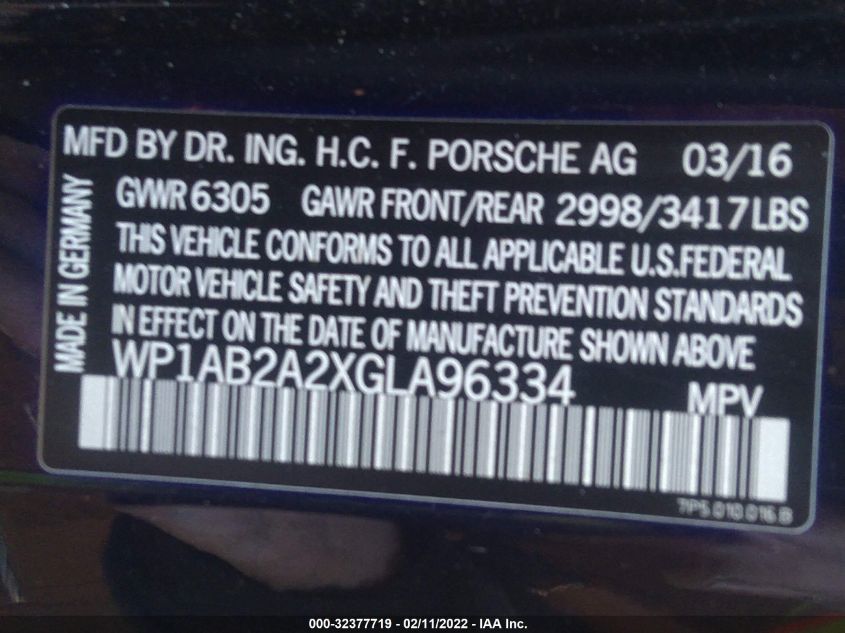 MFD BY DR. ING. H.C. F. PORSCHE AG 03/16
GVWR 6305 GAWR FRONT/REAR 2998/3417LBS
THIS VEHICLE CONFORMS TO ALL APPLICABLE U.S.FEDERAL
MOTOR VEHICLE SAFETY AND THEFT PREVENTION STANDARDS
IN EFFECT ON THE DATE OF MANUFACTURE SHOWN ABOVE
WP1AB2A2XGLA96334 MPV
MADE IN GERMANY
7P5 010 016 B
000-32377719 - 02/11/2022 - IAA Inc.